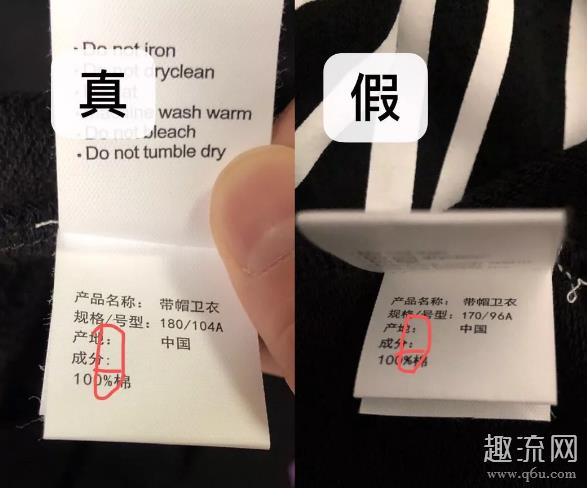 真
• Do not iron
wash warm
• Do not bleach
• Do not tumble dry
产品名称： 带帽卫衣
规格/号型： 180/104A
产地： 中国
成分：
100%棉
假
产品名称： 带帽卫衣
规格/号型： 170/96A
产地： 中国
成分：
100%棉
趣流网
www.q6u.com